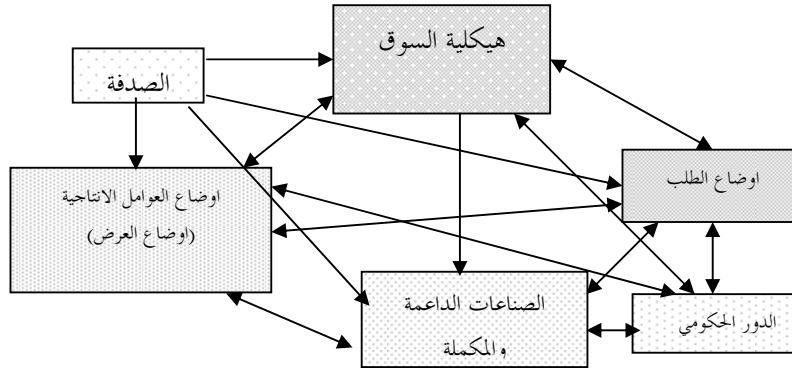 هيكلية السوق
الصدفة
اوضاع الطلب
اوضاع العوامل الانتاجية
(اوضاع العرض)
الصناعات الداعمة
والمكملة
الدور الحكومي